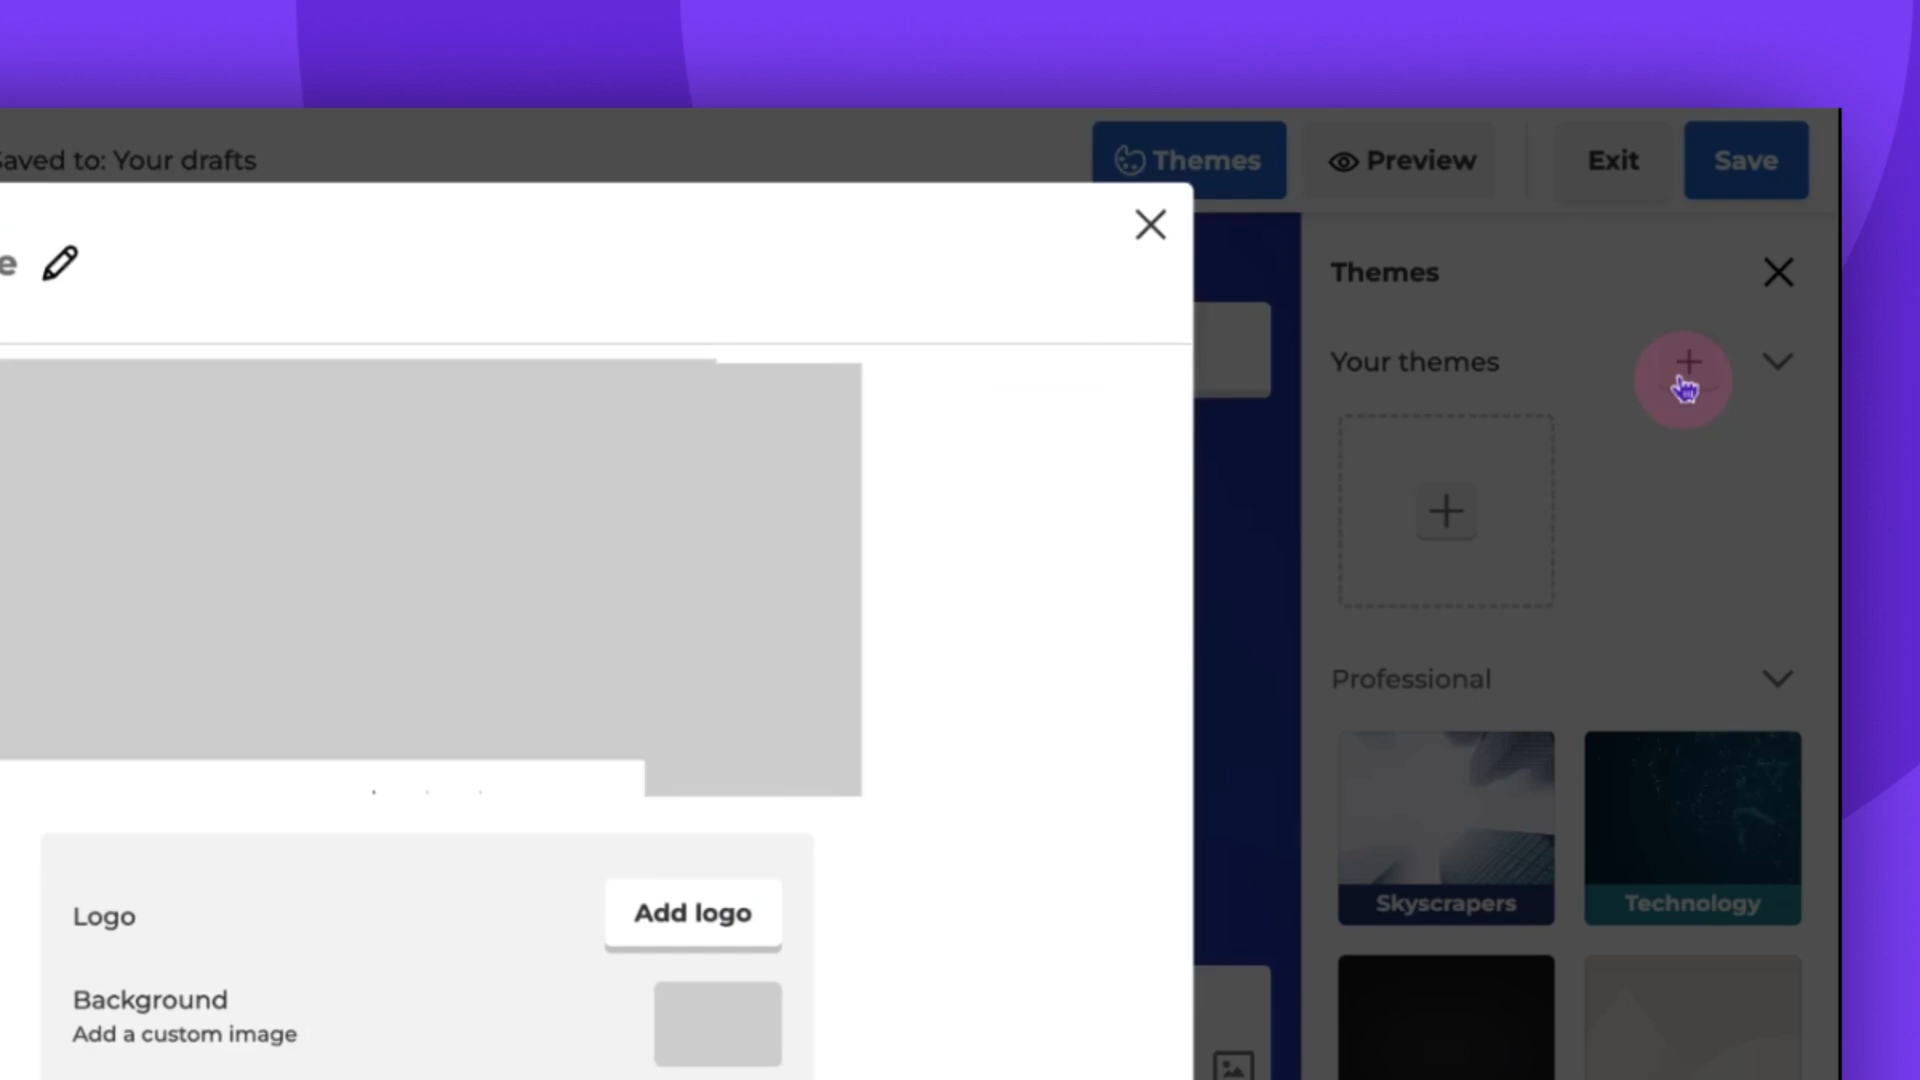 Saved to: Your drafts
Themes
Preview
Exit
Save
e
Themes
Your themes
Professional
Skyscrapers
Technology
Logo
Add logo
Background
Add a custom image